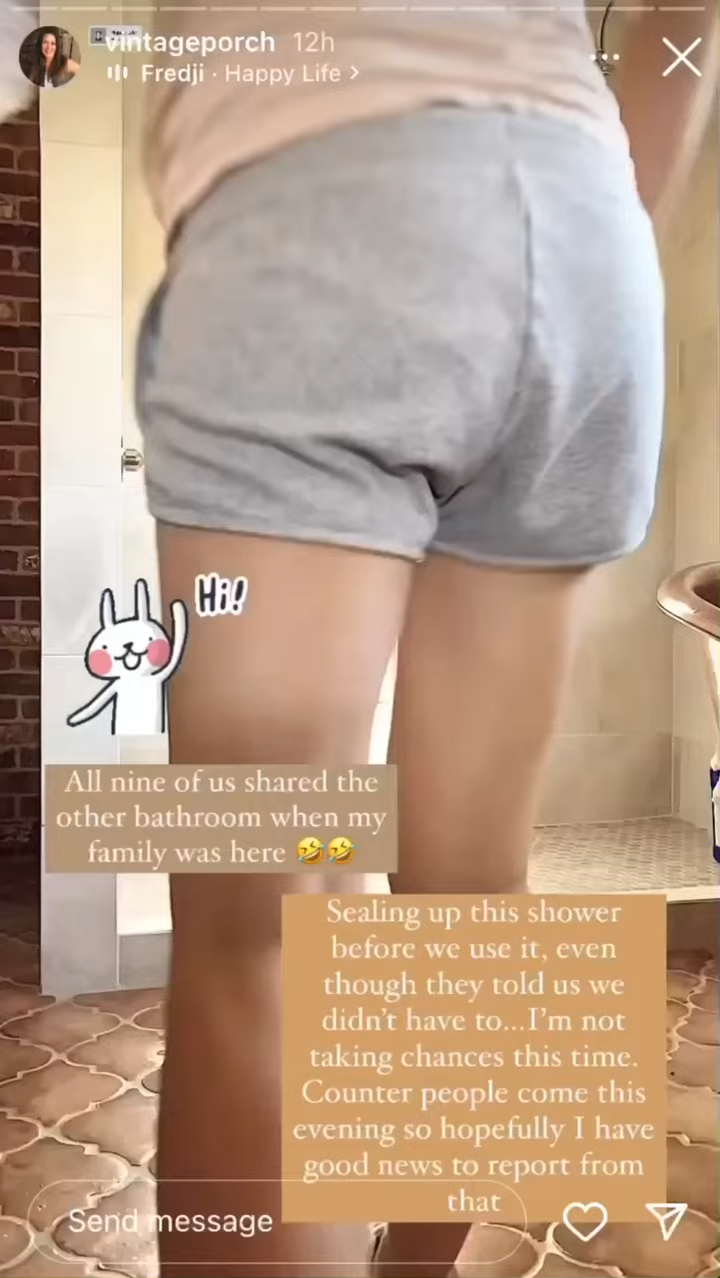 vintageporch 12h
Fredji · Happy Life >
Hi!
All nine of us shared the
other bathroom when my
family was here 🤣🤣
Sealing up this shower
before we use it, even
though they told us we
didn’t have to...I’m not
taking chances this time.
Counter people come this
evening so hopefully I have
good news to report from
that
Send message